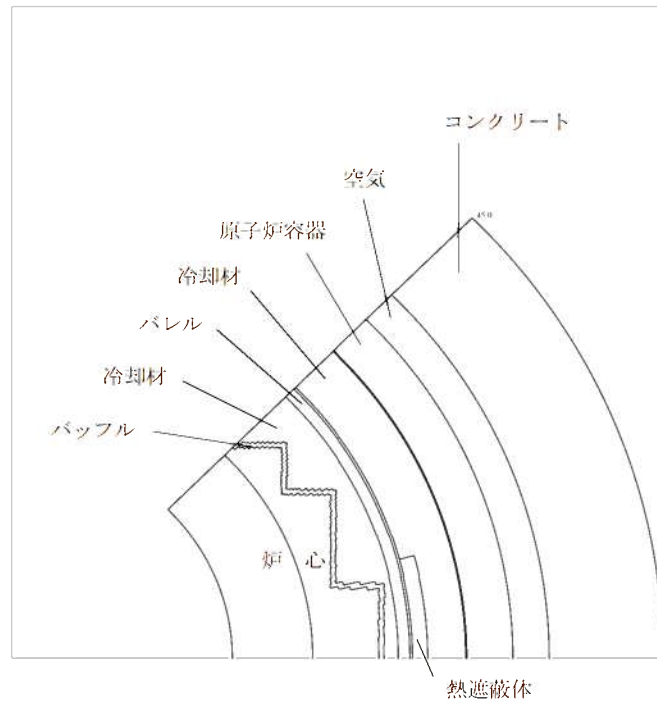 コンクリート
空気
原子炉容器
冷却材
バレル
冷却材
バッフル
炉 心
熱遮蔽体